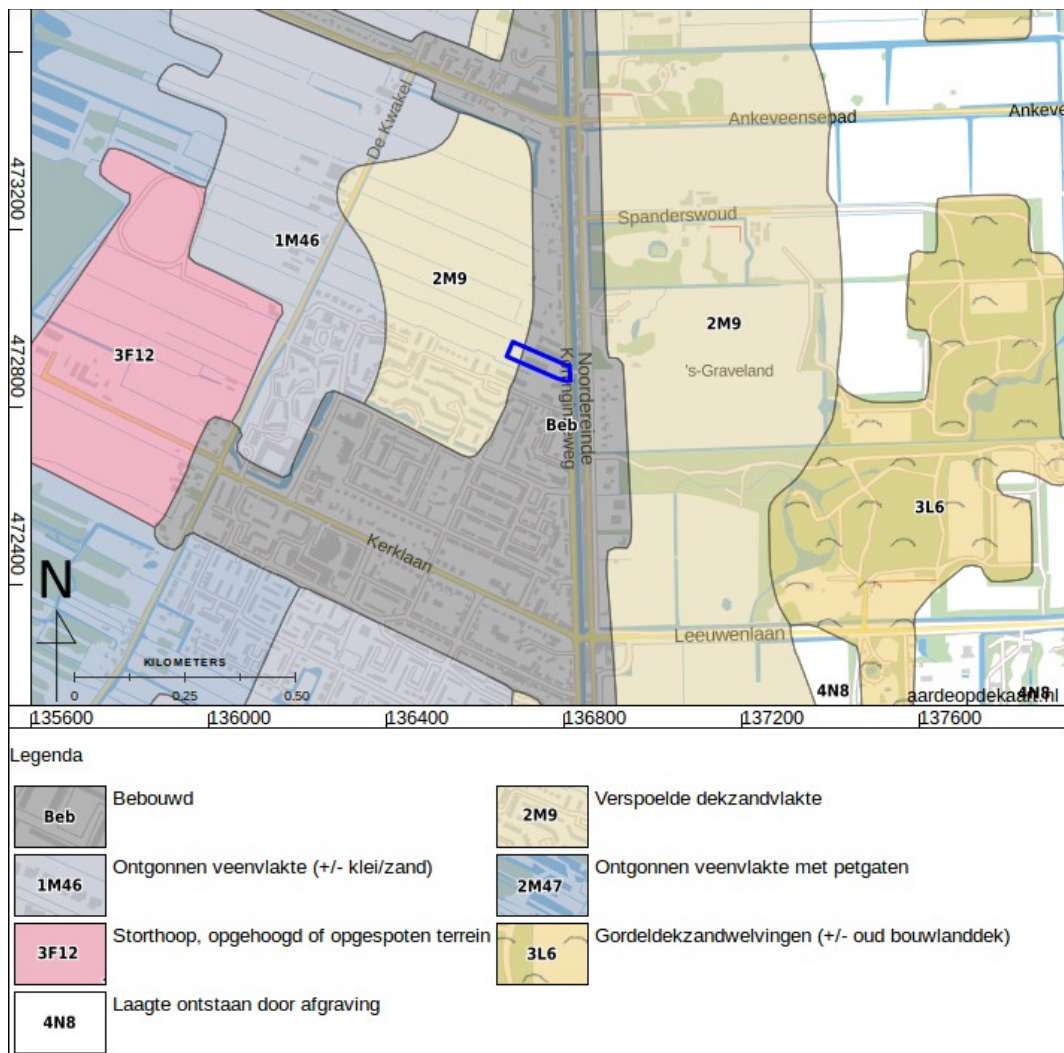 De Kwakel
Ankeveensepad
Ankeve
473200
Spanderswoud
1M46
2M9
2M9
3F12
472800
's-Graveland
Noordereinde
Beb
3L6
472400
Kerklaan
N
Leeuwenlaan
KILOMETERS
0 0.25 0.50
4N8
aardeopdekaart.nl
4N8
135600 136000 136400 136800 137200 137600
Legenda
Beb Bebouwd
2M9 Verspoelde dekzandvlakte
1M46 Ontgonnen veenvlakte (+/- klei/zand)
2M47 Ontgonnen veenvlakte met petgaten
3F12 Storthoop, opgehoogd of opgespoten terrein
3L6 Gordeldekzandwelvingen (+/- oud bouwlanddek)
4N8 Laagte ontstaan door afgraving